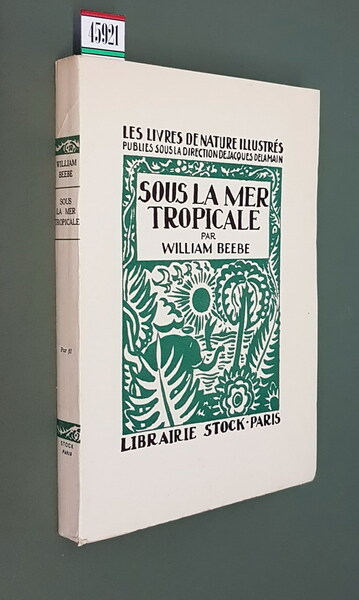 45921
LES LIVRES DE NATURE ILLUSTRÉS
PUBLIES SOUS LA DIRECTION DE JACQUES DELAMAIN
SOUS LA MER
TROPICALE
PAR
WILLIAM BEEBE
LIBRAIRIE STOCK · PARIS
WILLIAM
BEEBE
SOUS
LA MER
TROPICALE
STOCK
PARIS